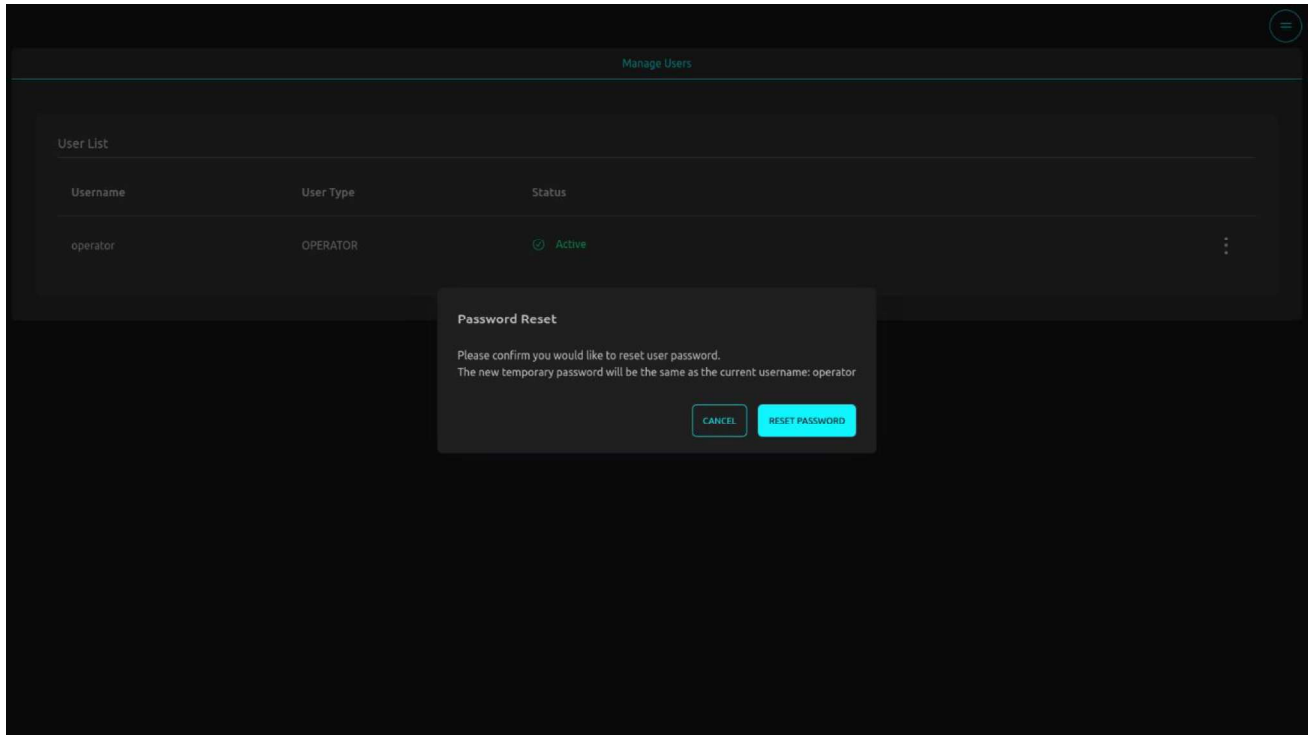 Manage Users
User List
Username User Type Status
operator OPERATOR Active
Password Reset
Please confirm you would like to reset user password.
The new temporary password will be the same as the current username: operator
CANCEL RESET PASSWORD